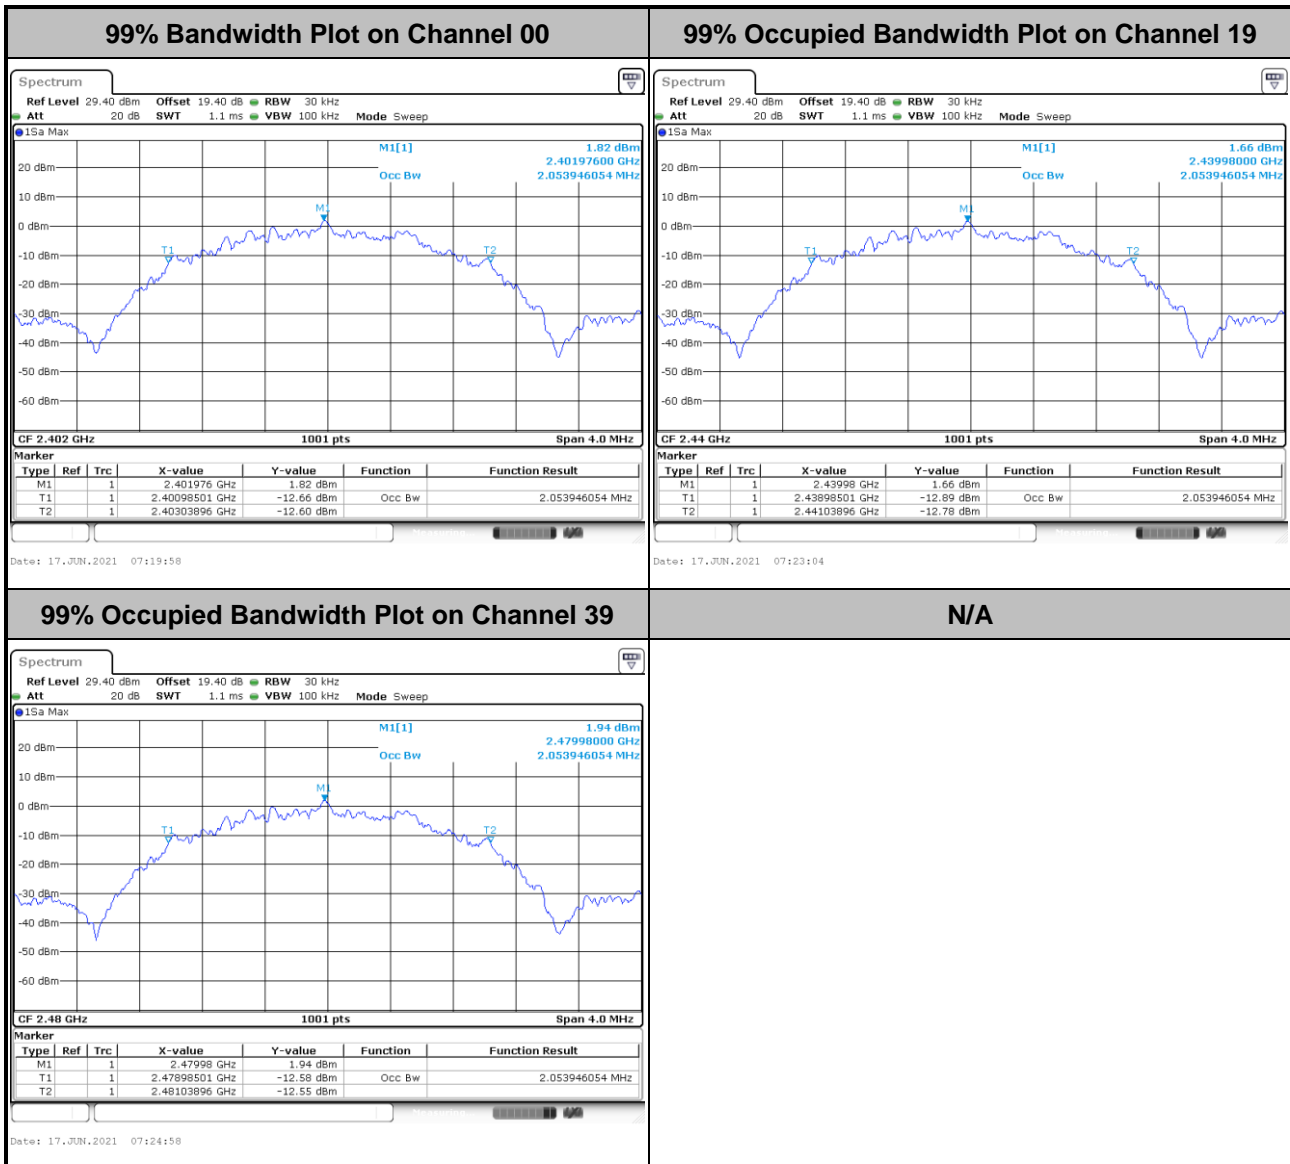 99% Bandwidth Plot on Channel 00
Spectrum
Ref Level 29.40 dBm Offset 19.40 dB RBW 30 kHz
Att 20 dB SWT 1.1 ms VBW 100 kHz Mode Sweep
1Sa Max
M1[1] 1.82 dBm
2.40197600 GHz
Occ Bw 2.053946054 MHz
20 dBm
10 dBm
M1
0 dBm
T1 T2
-10 dBm
-20 dBm
-30 dBm
-40 dBm
-50 dBm
-60 dBm
CF 2.402 GHz 1001 pts Span 4.0 MHz
Marker
Type Ref Trc X-value Y-value Function Function Result
M1 1 2.401976 GHz 1.82 dBm
T1 1 2.40098501 GHz -12.66 dBm Occ Bw 2.053946054 MHz
T2 1 2.40303896 GHz -12.60 dBm
Measuring
Date: 17.JUN.2021 07:19:58
99% Occupied Bandwidth Plot on Channel 19
Spectrum
Ref Level 29.40 dBm Offset 19.40 dB RBW 30 kHz
Att 20 dB SWT 1.1 ms VBW 100 kHz Mode Sweep
1Sa Max
M1[1] 1.66 dBm
2.43998000 GHz
Occ Bw 2.053946054 MHz
20 dBm
10 dBm
M1
0 dBm
T1 T2
-10 dBm
-20 dBm
-30 dBm
-40 dBm
-50 dBm
-60 dBm
CF 2.44 GHz 1001 pts Span 4.0 MHz
Marker
Type Ref Trc X-value Y-value Function Function Result
M1 1 2.43998 GHz 1.66 dBm
T1 1 2.43898501 GHz -12.89 dBm Occ Bw 2.053946054 MHz
T2 1 2.44103896 GHz -12.78 dBm
Measuring
Date: 17.JUN.2021 07:23:04
99% Occupied Bandwidth Plot on Channel 39
Spectrum
Ref Level 29.40 dBm Offset 19.40 dB RBW 30 kHz
Att 20 dB SWT 1.1 ms VBW 100 kHz Mode Sweep
1Sa Max
M1[1] 1.94 dBm
2.47998000 GHz
Occ Bw 2.053946054 MHz
20 dBm
10 dBm
M1
0 dBm
T1 T2
-10 dBm
-20 dBm
-30 dBm
-40 dBm
-50 dBm
-60 dBm
CF 2.48 GHz 1001 pts Span 4.0 MHz
Marker
Type Ref Trc X-value Y-value Function Function Result
M1 1 2.47998 GHz 1.94 dBm
T1 1 2.47898501 GHz -12.58 dBm Occ Bw 2.053946054 MHz
T2 1 2.48103896 GHz -12.55 dBm
Measuring
Date: 17.JUN.2021 07:24:58
N/A